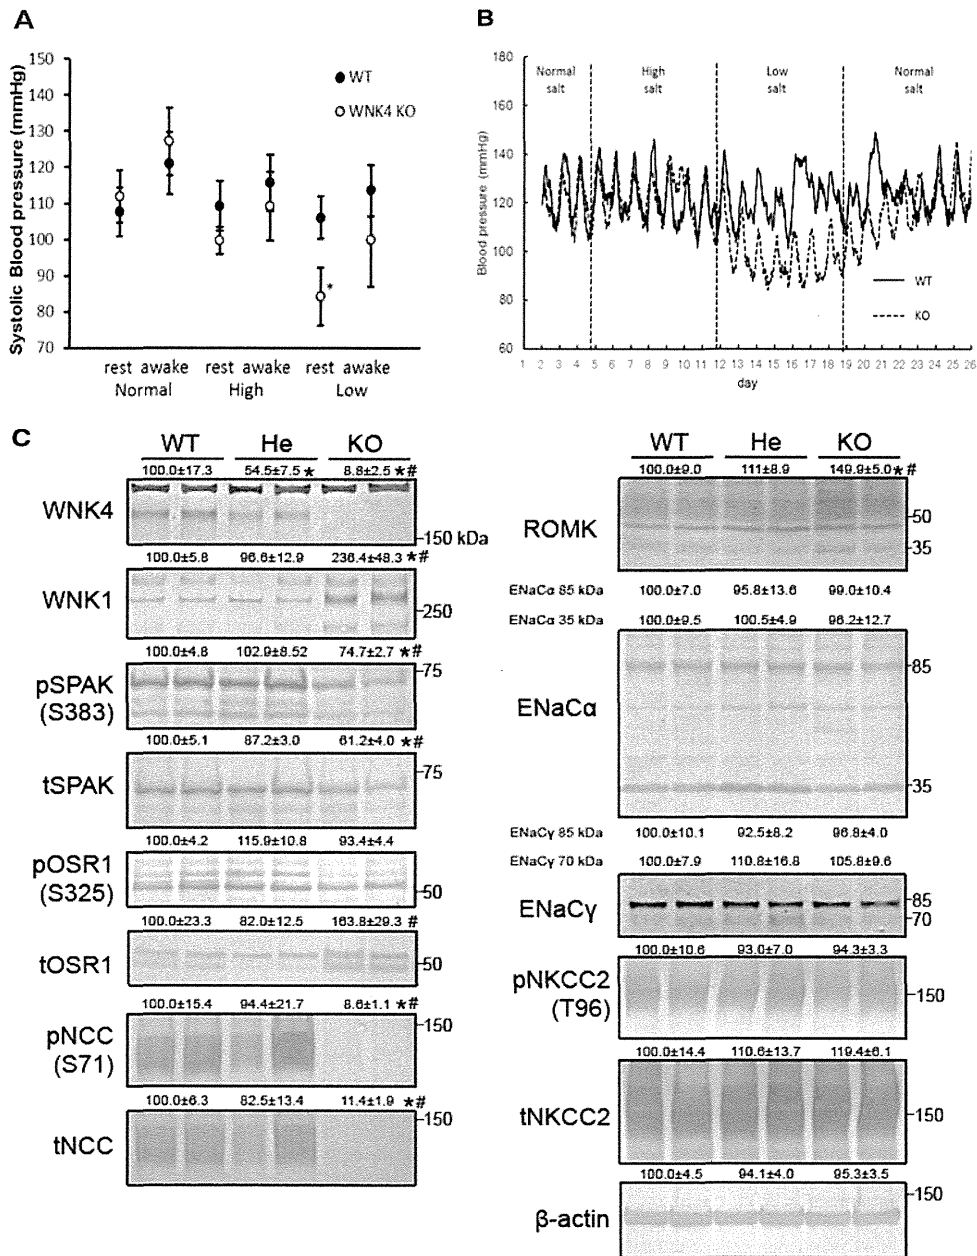 A
Systolic Blood pressure (mmHg)
150
140
130
120
110
100
90
80
70
WT
WNK4 KO
*
rest awake rest awake rest awake
Normal High Low
B
Blood pressure (mmHg)
180
160
140
120
100
80
60
Normal salt
High salt
Low salt
Normal salt
WT
KO
1 2 3 4 5 6 7 8 9 10 11 12 13 14 15 16 17 18 19 20 21 22 23 24 25 26
day
C
WT He KO
100.0±17.3 54.5±7.5 * 8.8±2.5 *#
WNK4
150 kDa
100.0±5.8 96.6±12.9 236.4±48.3 *#
WNK1
250
100.0±4.8 102.9±8.52 74.7±2.7 *#
pSPAK
(S383)
75
100.0±5.1 87.2±3.0 61.2±4.0 *#
tSPAK
75
100.0±4.2 115.9±10.8 93.4±4.4
pOSR1
(S325)
50
100.0±23.3 82.0±12.5 163.8±29.3 #
tOSR1
50
100.0±15.4 94.4±21.7 8.6±1.1 *#
pNCC
(S71)
150
100.0±6.3 82.5±13.4 11.4±1.9 *#
tNCC
150
WT He KO
100.0±9.0 111±8.9 149.9±5.0 *#
ROMK
50
35
ENaCα 85 kDa 100.0±7.0 95.8±13.6 99.0±10.4
ENaCα 35 kDa 100.0±9.5 100.5±4.9 96.2±12.7
ENaCα
85
35
ENaCγ 85 kDa 100.0±10.1 92.5±8.2 96.8±4.0
ENaCγ 70 kDa 100.0±7.9 110.8±16.8 105.8±9.6
ENaCγ
85
70
100.0±10.6 93.0±7.0 94.3±3.3
pNKCC2
(T96)
150
100.0±14.4 110.6±13.7 119.4±6.1
tNKCC2
150
100.0±4.5 94.1±4.0 95.3±3.5
β-actin
150